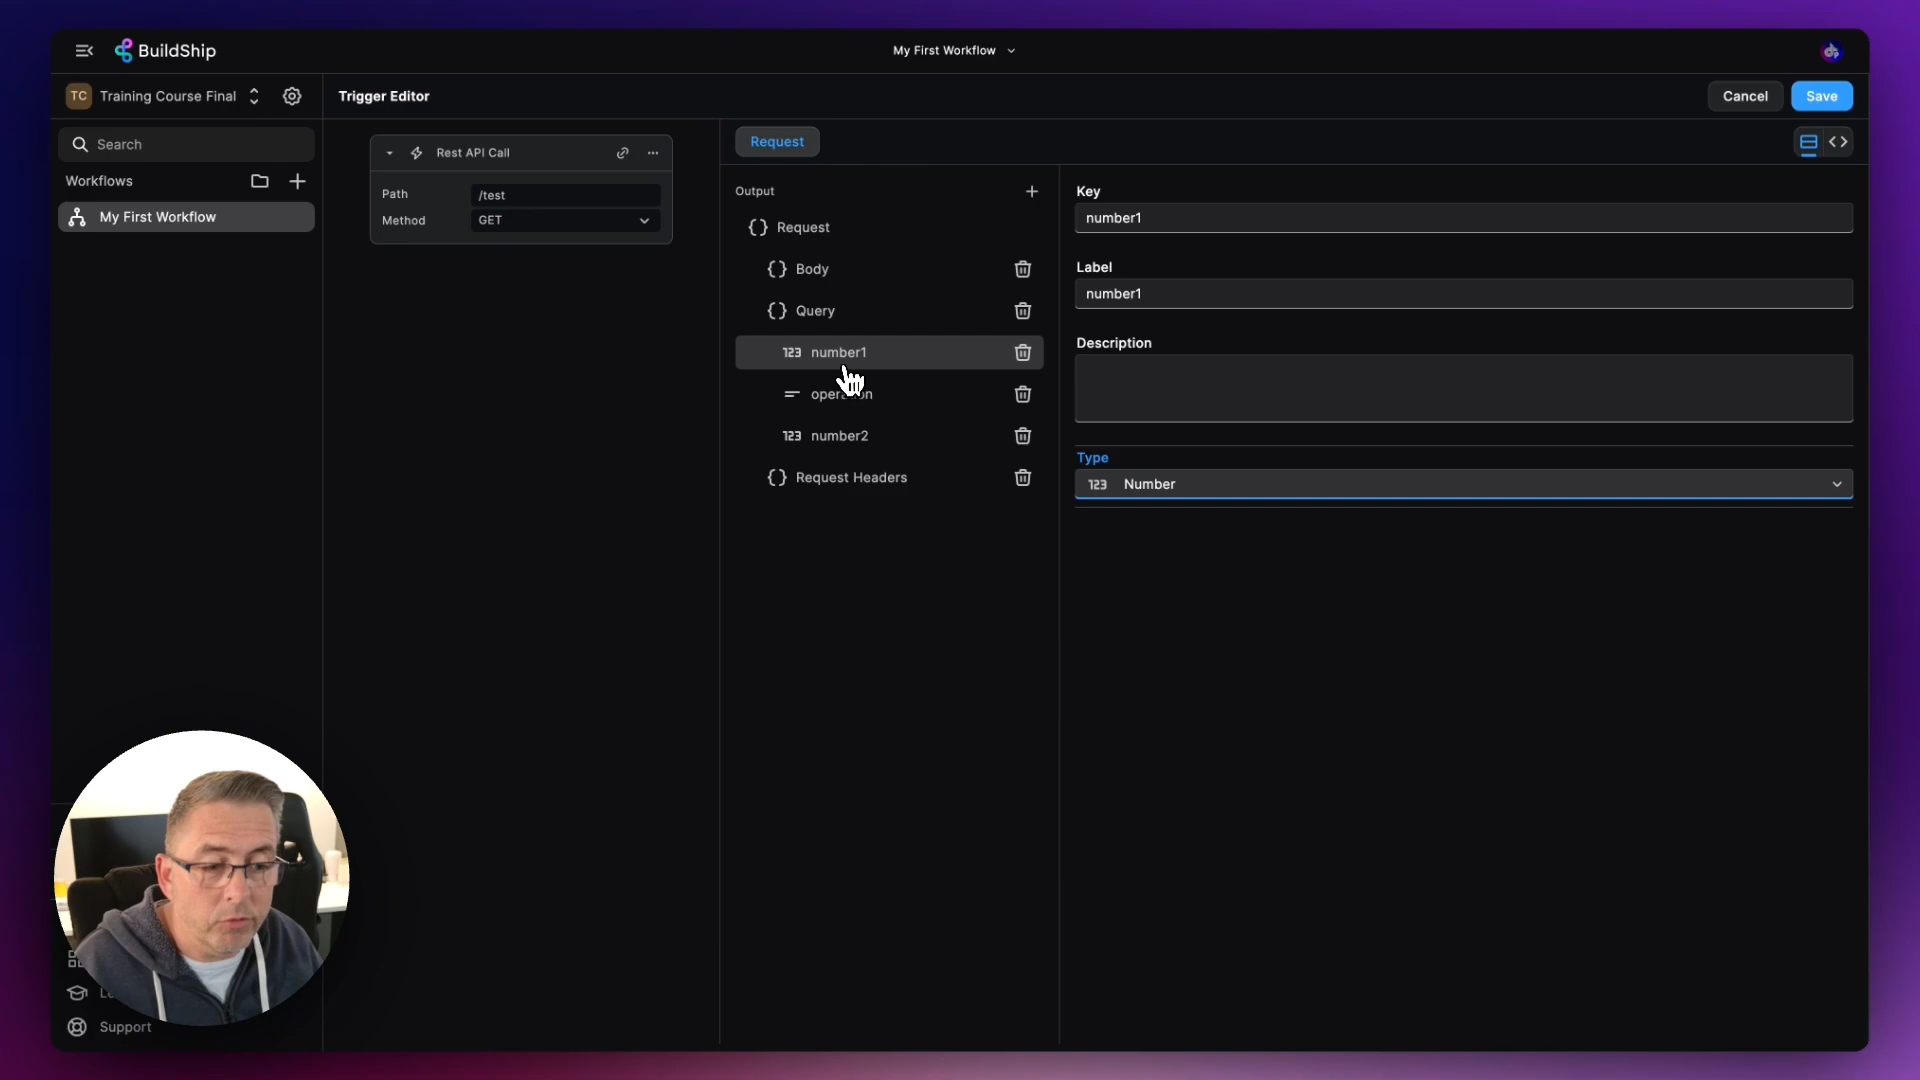 BuildShip
My First Workflow
TC Training Course Final
Trigger Editor
Cancel
Save
Search
Workflows
My First Workflow
Rest API Call
Path /test
Method GET
Request
Output
Request
Body
Query
123 number1
operation
123 number2
Request Headers
Key
number1
Label
number1
Description
Type
123 Number
Support